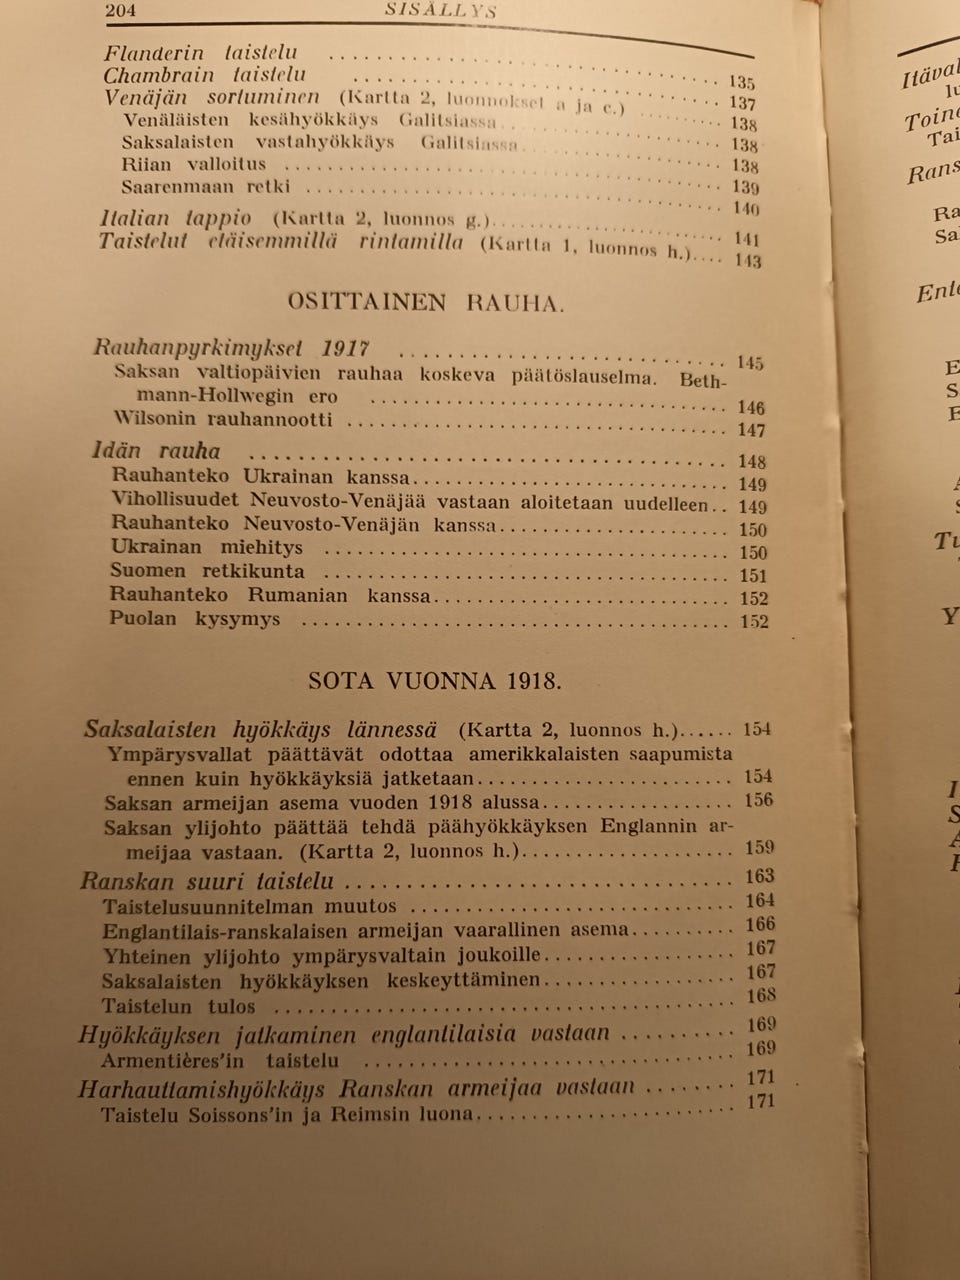 204 SISÄLLYS
Flanderin taistelu .................... 135
Chambrain taistelu .................... 137
Venäjän sortuminen (Kartta 2, luonnokset a ja c.) ........ 138
Venäläisten kesähyökkäys Galitsiassa .................... 138
Saksalaisten vastahyökkäys Galitsiassa .................... 138
Riian valloitus .................... 139
Saarenmaan retki .................... 140
Italian tappio (Kartta 2, luonnos g.) .................... 141
Taistelut etäisemmillä rintamilla (Kartta 1, luonnos h.).... 143
OSITTAINEN RAUHA.
Rauhanpyrkimykset 1917 .................... 145
Saksan valtiopäivien rauhaa koskeva päätöslauselma. Beth-
mann-Hollwegin ero .................... 146
Wilsonin rauhannootti .................... 147
Idän rauha .................... 148
Rauhanteko Ukrainan kanssa.................... 149
Vihollisuudet Neuvosto-Venäjää vastaan aloitetaan uudelleen.. 149
Rauhanteko Neuvosto-Venäjän kanssa.................... 150
Ukrainan miehitys .................... 150
Suomen retkikunta .................... 151
Rauhanteko Rumanian kanssa.................... 152
Puolan kysymys .................... 152
SOTA VUONNA 1918.
Saksalaisten hyökkäys lännessä (Kartta 2, luonnos h.)...... 154
Ympärysvallat päättävät odottaa amerikkalaisten saapumista
ennen kuin hyökkäyksiä jatketaan.................... 154
Saksan armeijan asema vuoden 1918 alussa.................... 156
Saksan ylijohto päättää tehdä päähyökkäyksen Englannin ar-
meijaa vastaan. (Kartta 2, luonnos h.).................... 159
Ranskan suuri taistelu .................... 163
Taistelusuunnitelman muutos .................... 164
Englantilais-ranskalaisen armeijan vaarallinen asema.......... 166
Yhteinen ylijohto ympärysvaltain joukoille.................... 167
Saksalaisten hyökkäyksen keskeyttäminen.................... 167
Taistelun tulos .................... 168
Hyökkäyksen jatkaminen englantilaisia vastaan .......... 169
Armentières'in taistelu .................... 169
Harhauttamishyökkäys Ranskan armeijaa vastaan ........ 171
Taistelu Soissons'in ja Reimsin luona.................... 171